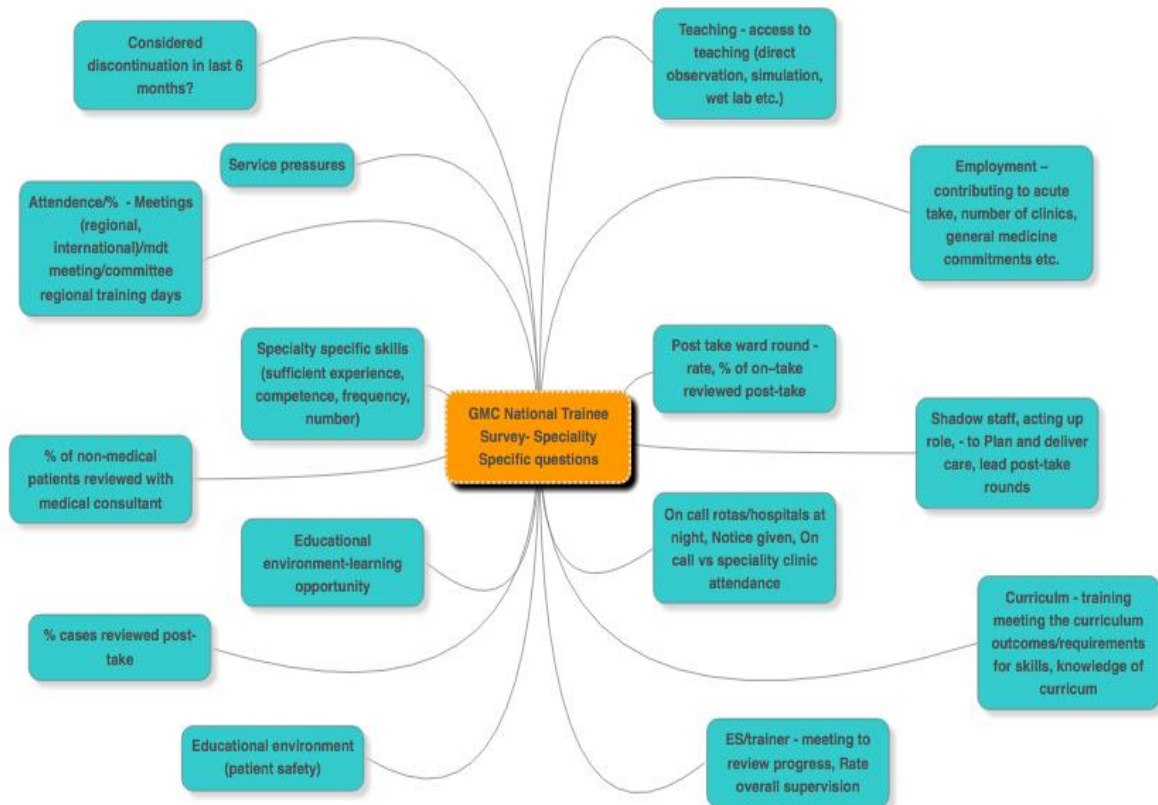 Considered
discontinuation in last 6
months?
Teaching - access to
teaching (direct
observation, simulation,
wet lab etc.)
Service pressures
Employment –
contributing to acute
take, number of clinics,
general medicine
commitments etc.
Attendence/% - Meetings
(regional,
international)/mdt
meeting/committee
regional training days
Specialty specific skills
(sufficient experience,
competence, frequency,
number)
Post take ward round -
rate, % of on–take
reviewed post-take
GMC National Trainee
Survey- Speciality
Specific questions
Shadow staff, acting up
role, - to Plan and deliver
care, lead post-take
rounds
% of non-medical
patients reviewed with
medical consultant
On call rotas/hospitals at
night, Notice given, On
call vs speciality clinic
attendance
Educational
environment-learning
opportunity
Curriculm - training
meeting the curriculum
outcomes/requirements
for skills, knowledge of
curricum
% cases reviewed post-
take
Educational environment
(patient safety)
ES/trainer - meeting to
review progress, Rate
overall supervision